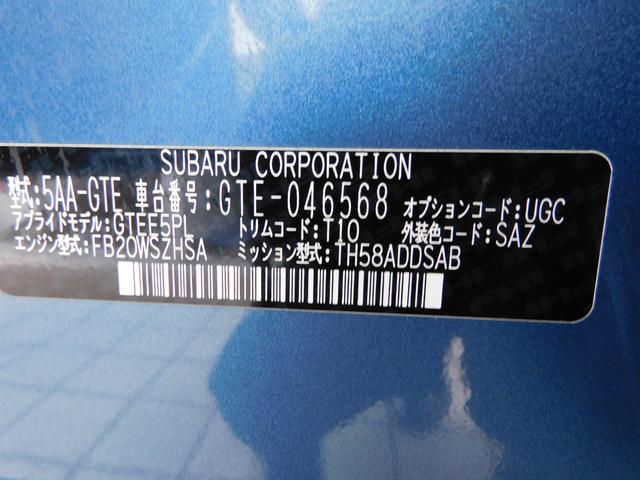 SUBARU CORPORATION
型式:5AA-GTE 車台番号:GTE-046568 オプションコード:UGC
アプライドモデル:GTEE5PL トリムコード:T10 外装色コード:SAZ
エンジン型式:FB20WSZHSA ミッション型式:TH58ADDSAB